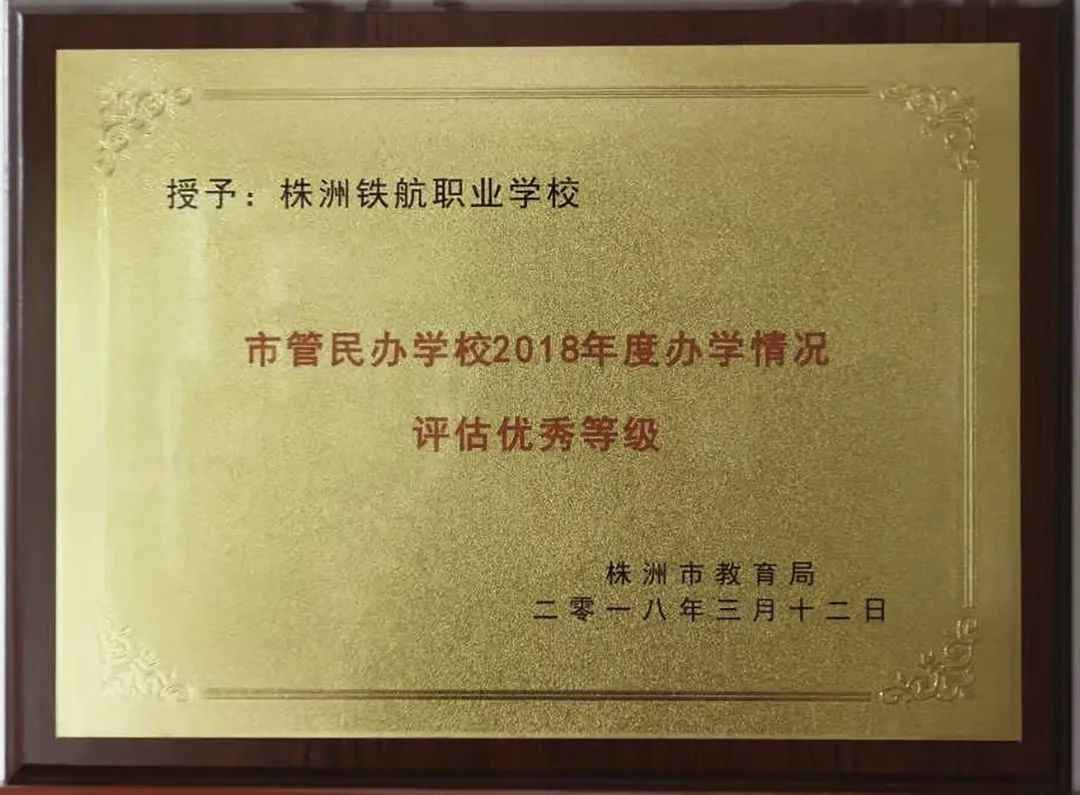 授予：株洲铁航职业学校
市管民办学校2018年度办学情况
评估优秀等级
株洲市教育局
二零一八年三月十二日